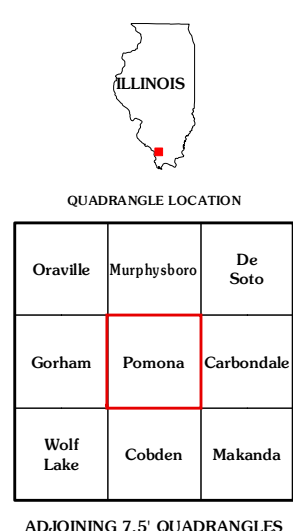 ILLINOIS
QUADRANGLE LOCATION
Oraville Murphysboro De
Soto
Gorham Pomona Carbondale
Wolf
Lake Cobden Makanda
ADJOINING 7.5' QUADRANGLES